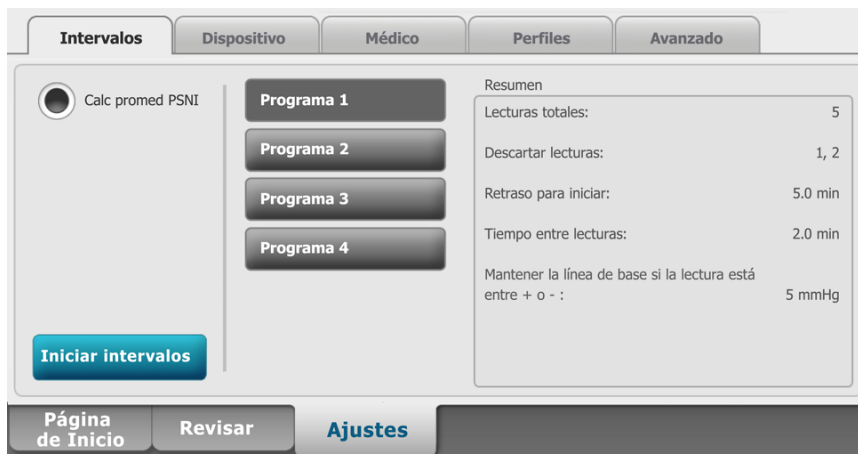 Intervalos
Dispositivo
Médico
Perfiles
Avanzado
Calc promed PSNI
Programa 1
Programa 2
Programa 3
Programa 4
Resumen
Lecturas totales: 5
Descartar lecturas: 1, 2
Retraso para iniciar: 5.0 min
Tiempo entre lecturas: 2.0 min
Mantener la línea de base si la lectura está
entre + o - : 5 mmHg
Iniciar intervalos
Página
de Inicio
Revisar
Ajustes